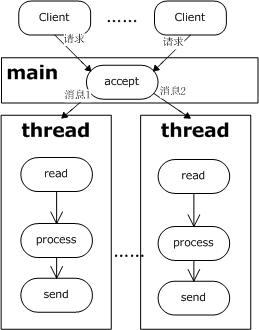 Client ...... Client
请求 请求
main
accept
消息1 消息2
thread thread
read read
process process
......
send send